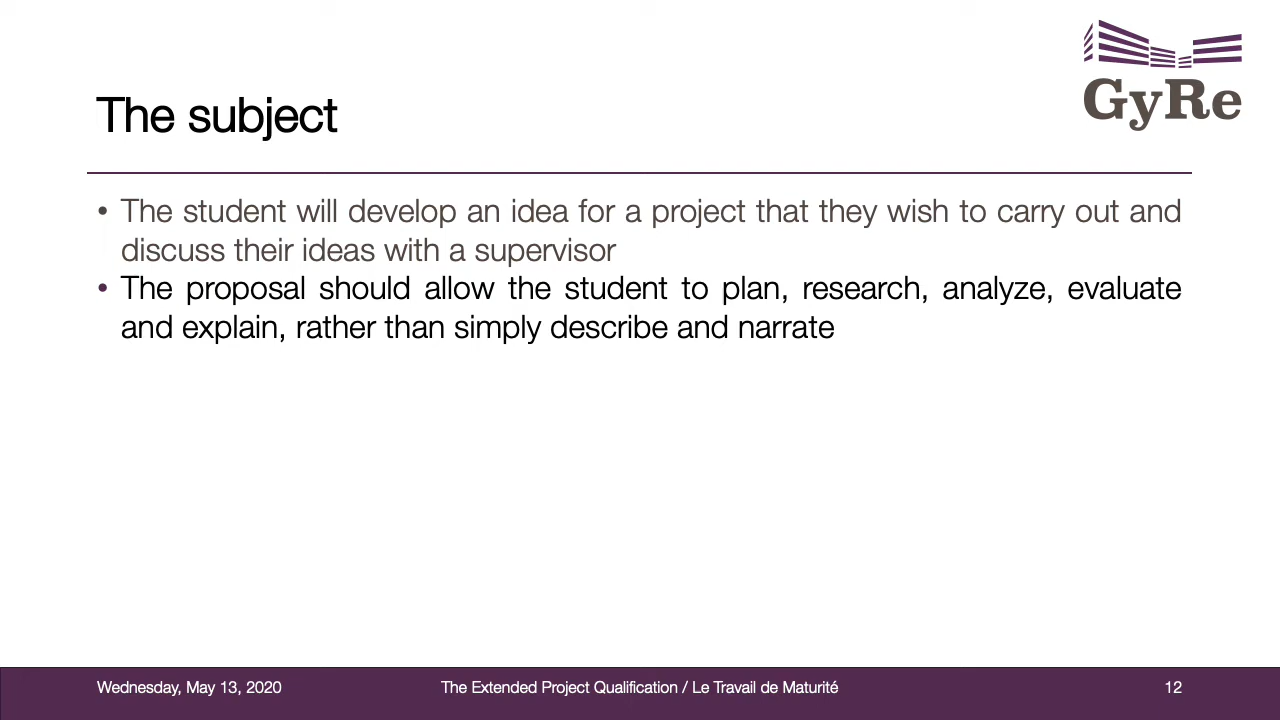 GyRe
The subject
• The student will develop an idea for a project that they wish to carry out and
discuss their ideas with a supervisor
• The proposal should allow the student to plan, research, analyze, evaluate
and explain, rather than simply describe and narrate
Wednesday, May 13, 2020
The Extended Project Qualification / Le Travail de Maturité
12